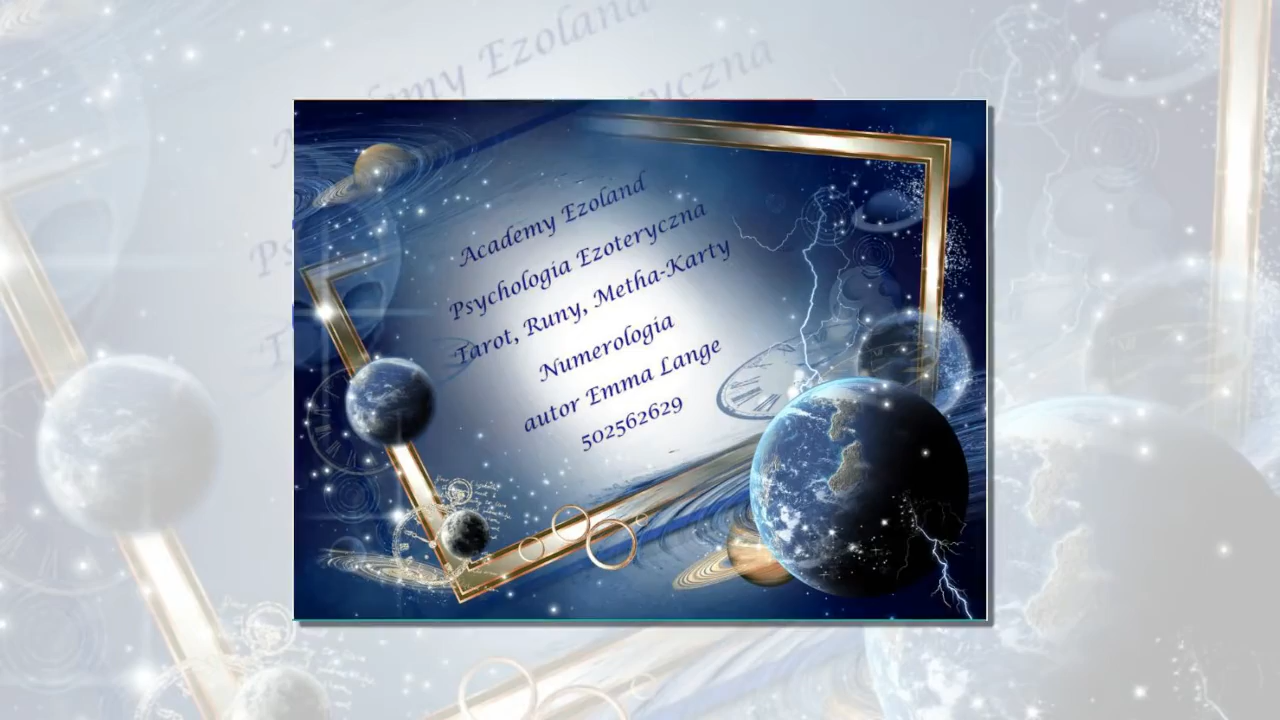 Academy Ezoland
Psychologia Ezoteryczna
Tarot, Runy, Metha-Karty
Numerologia
autor Emma Lange
502562629